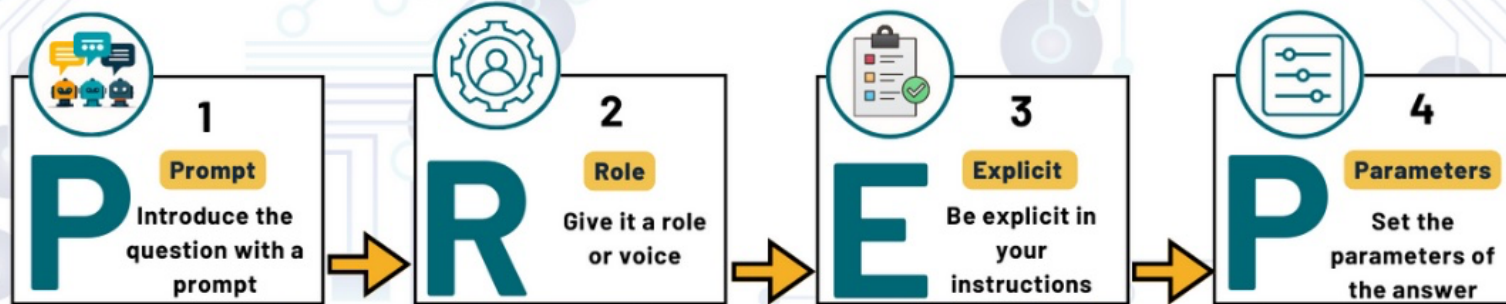 1
P
Prompt
Introduce the
question with a
prompt
2
R
Role
Give it a role
or voice
3
E
Explicit
Be explicit in
your
instructions
4
P
Parameters
Set the
parameters of
the answer